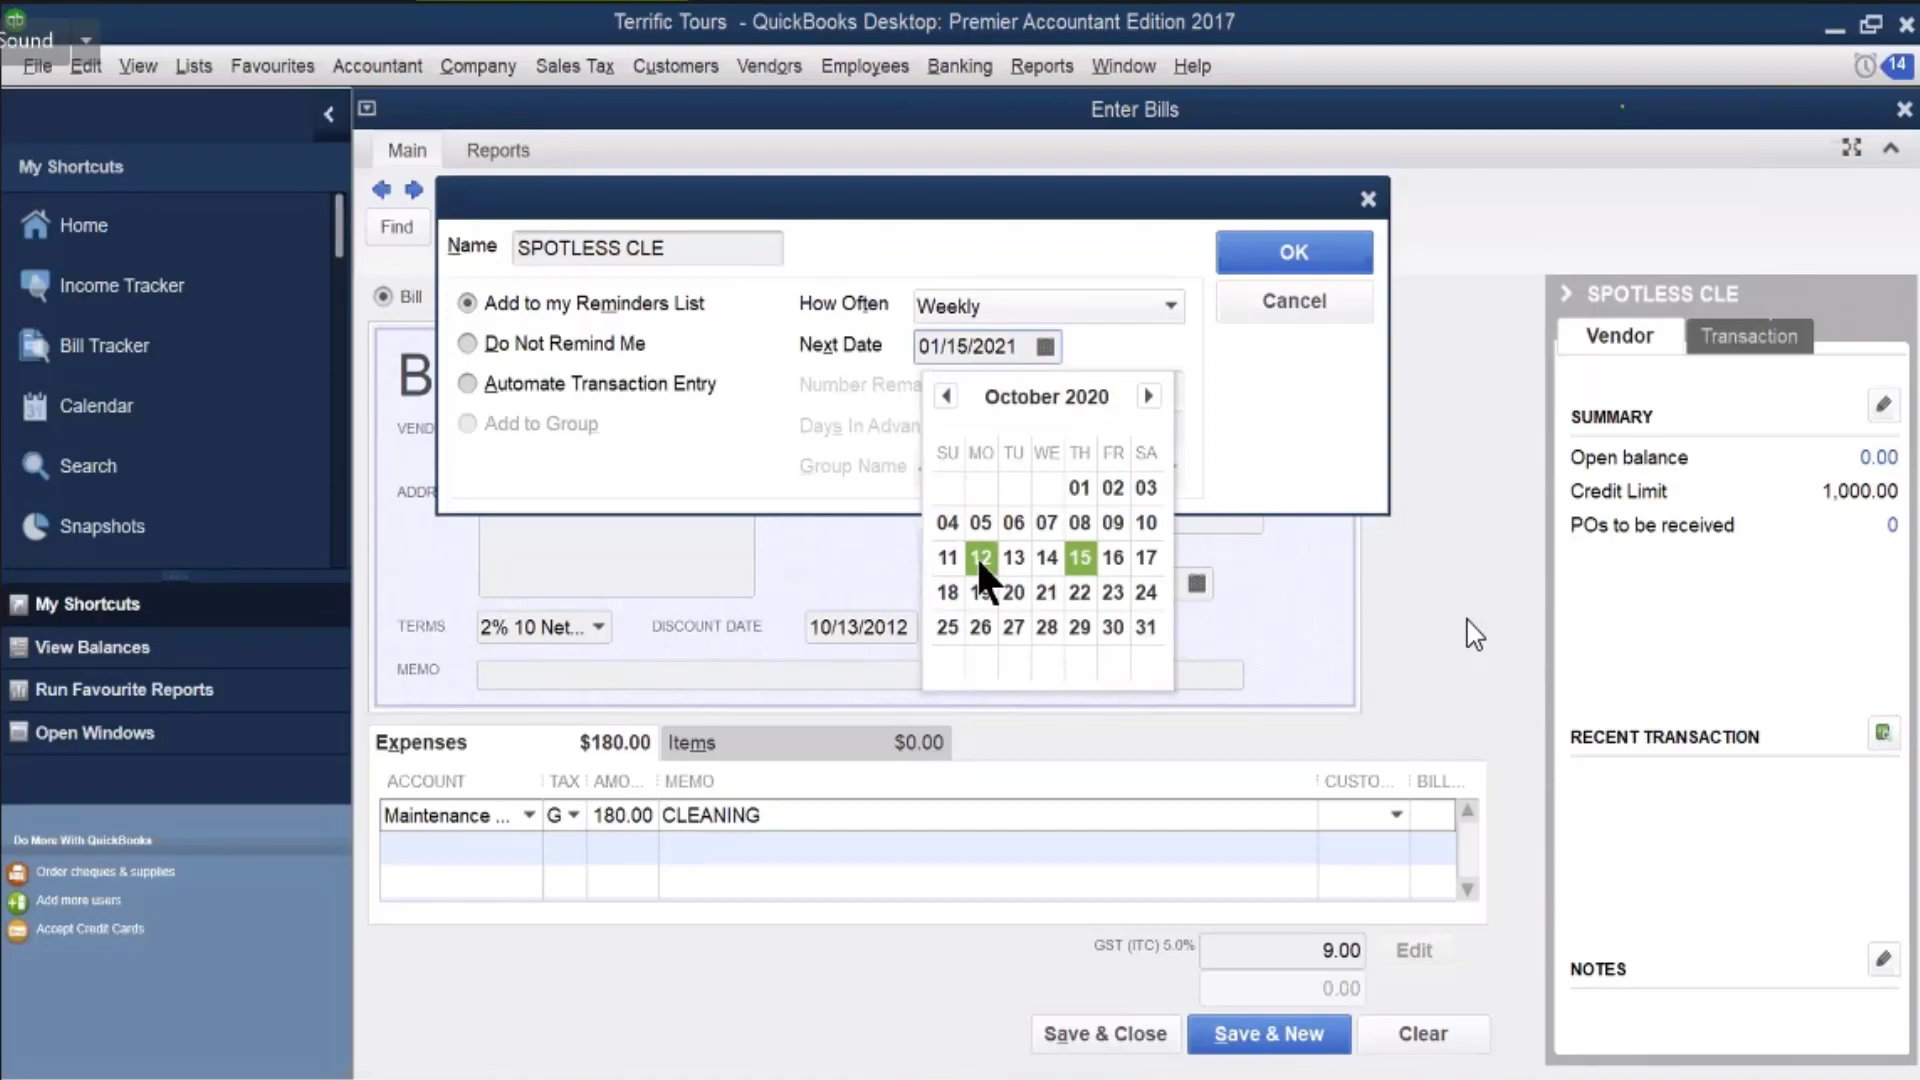 Terrific Tours - QuickBooks Desktop: Premier Accountant Edition 2017
Sound
File Edit View Lists Favourites Accountant Company Sales Tax Customers Vendors Employees Banking Reports Window Help
14
Enter Bills
My Shortcuts
Home
Income Tracker
Bill Tracker
Calendar
Search
Snapshots
My Shortcuts
View Balances
Run Favourite Reports
Open Windows
Do More With QuickBooks
Order cheques & supplies
Add more users
Accept Credit Cards
Main Reports
Find
Name SPOTLESS CLE
OK
Cancel
Add to my Reminders List
Do Not Remind Me
Automate Transaction Entry
Add to Group
How Often Weekly
Next Date 01/15/2021
Number Rema
Days In Advan
Group Name
October 2020
SU MO TU WE TH FR SA
01 02 03
04 05 06 07 08 09 10
11 12 13 14 15 16 17
18 19 20 21 22 23 24
25 26 27 28 29 30 31
Bill
B
VEND
ADDR
TERMS 2% 10 Net... DISCOUNT DATE 10/13/2012
MEMO
Expenses $180.00 Items $0.00
ACCOUNT TAX AMO... MEMO CUSTO... BILL...
Maintenance ... G 180.00 CLEANING
GST (ITC) 5.0% 9.00 Edit
0.00
Save & Close Save & New Clear
SPOTLESS CLE
Vendor Transaction
SUMMARY
Open balance 0.00
Credit Limit 1,000.00
POs to be received 0
RECENT TRANSACTION
NOTES